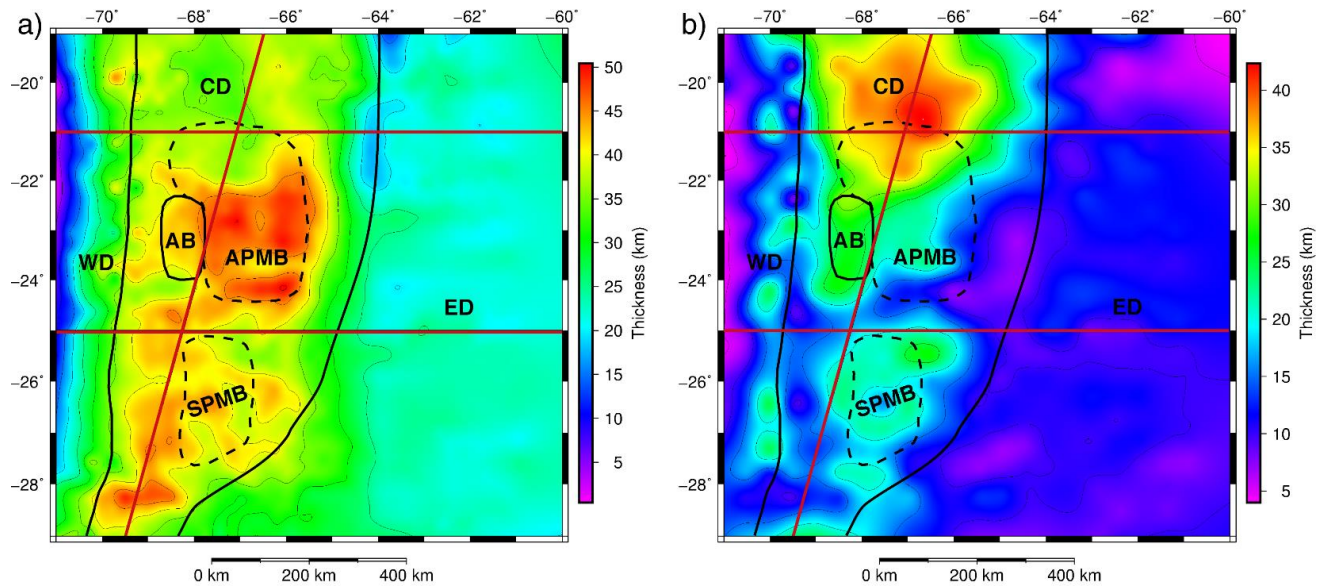 a)
−70° −68° −66° −64° −62° −60°
−20°
−22°
−24°
−26°
−28°
CD
AB
WD
APMB
ED
SPMB
50
45
40
35
30
25
20
15
10
5
Thickness (km)
0 km 200 km 400 km
b)
−70° −68° −66° −64° −62° −60°
−20°
−22°
−24°
−26°
−28°
CD
AB
WD
APMB
ED
SPMB
40
35
30
25
20
15
10
5
Thickness (km)
0 km 200 km 400 km